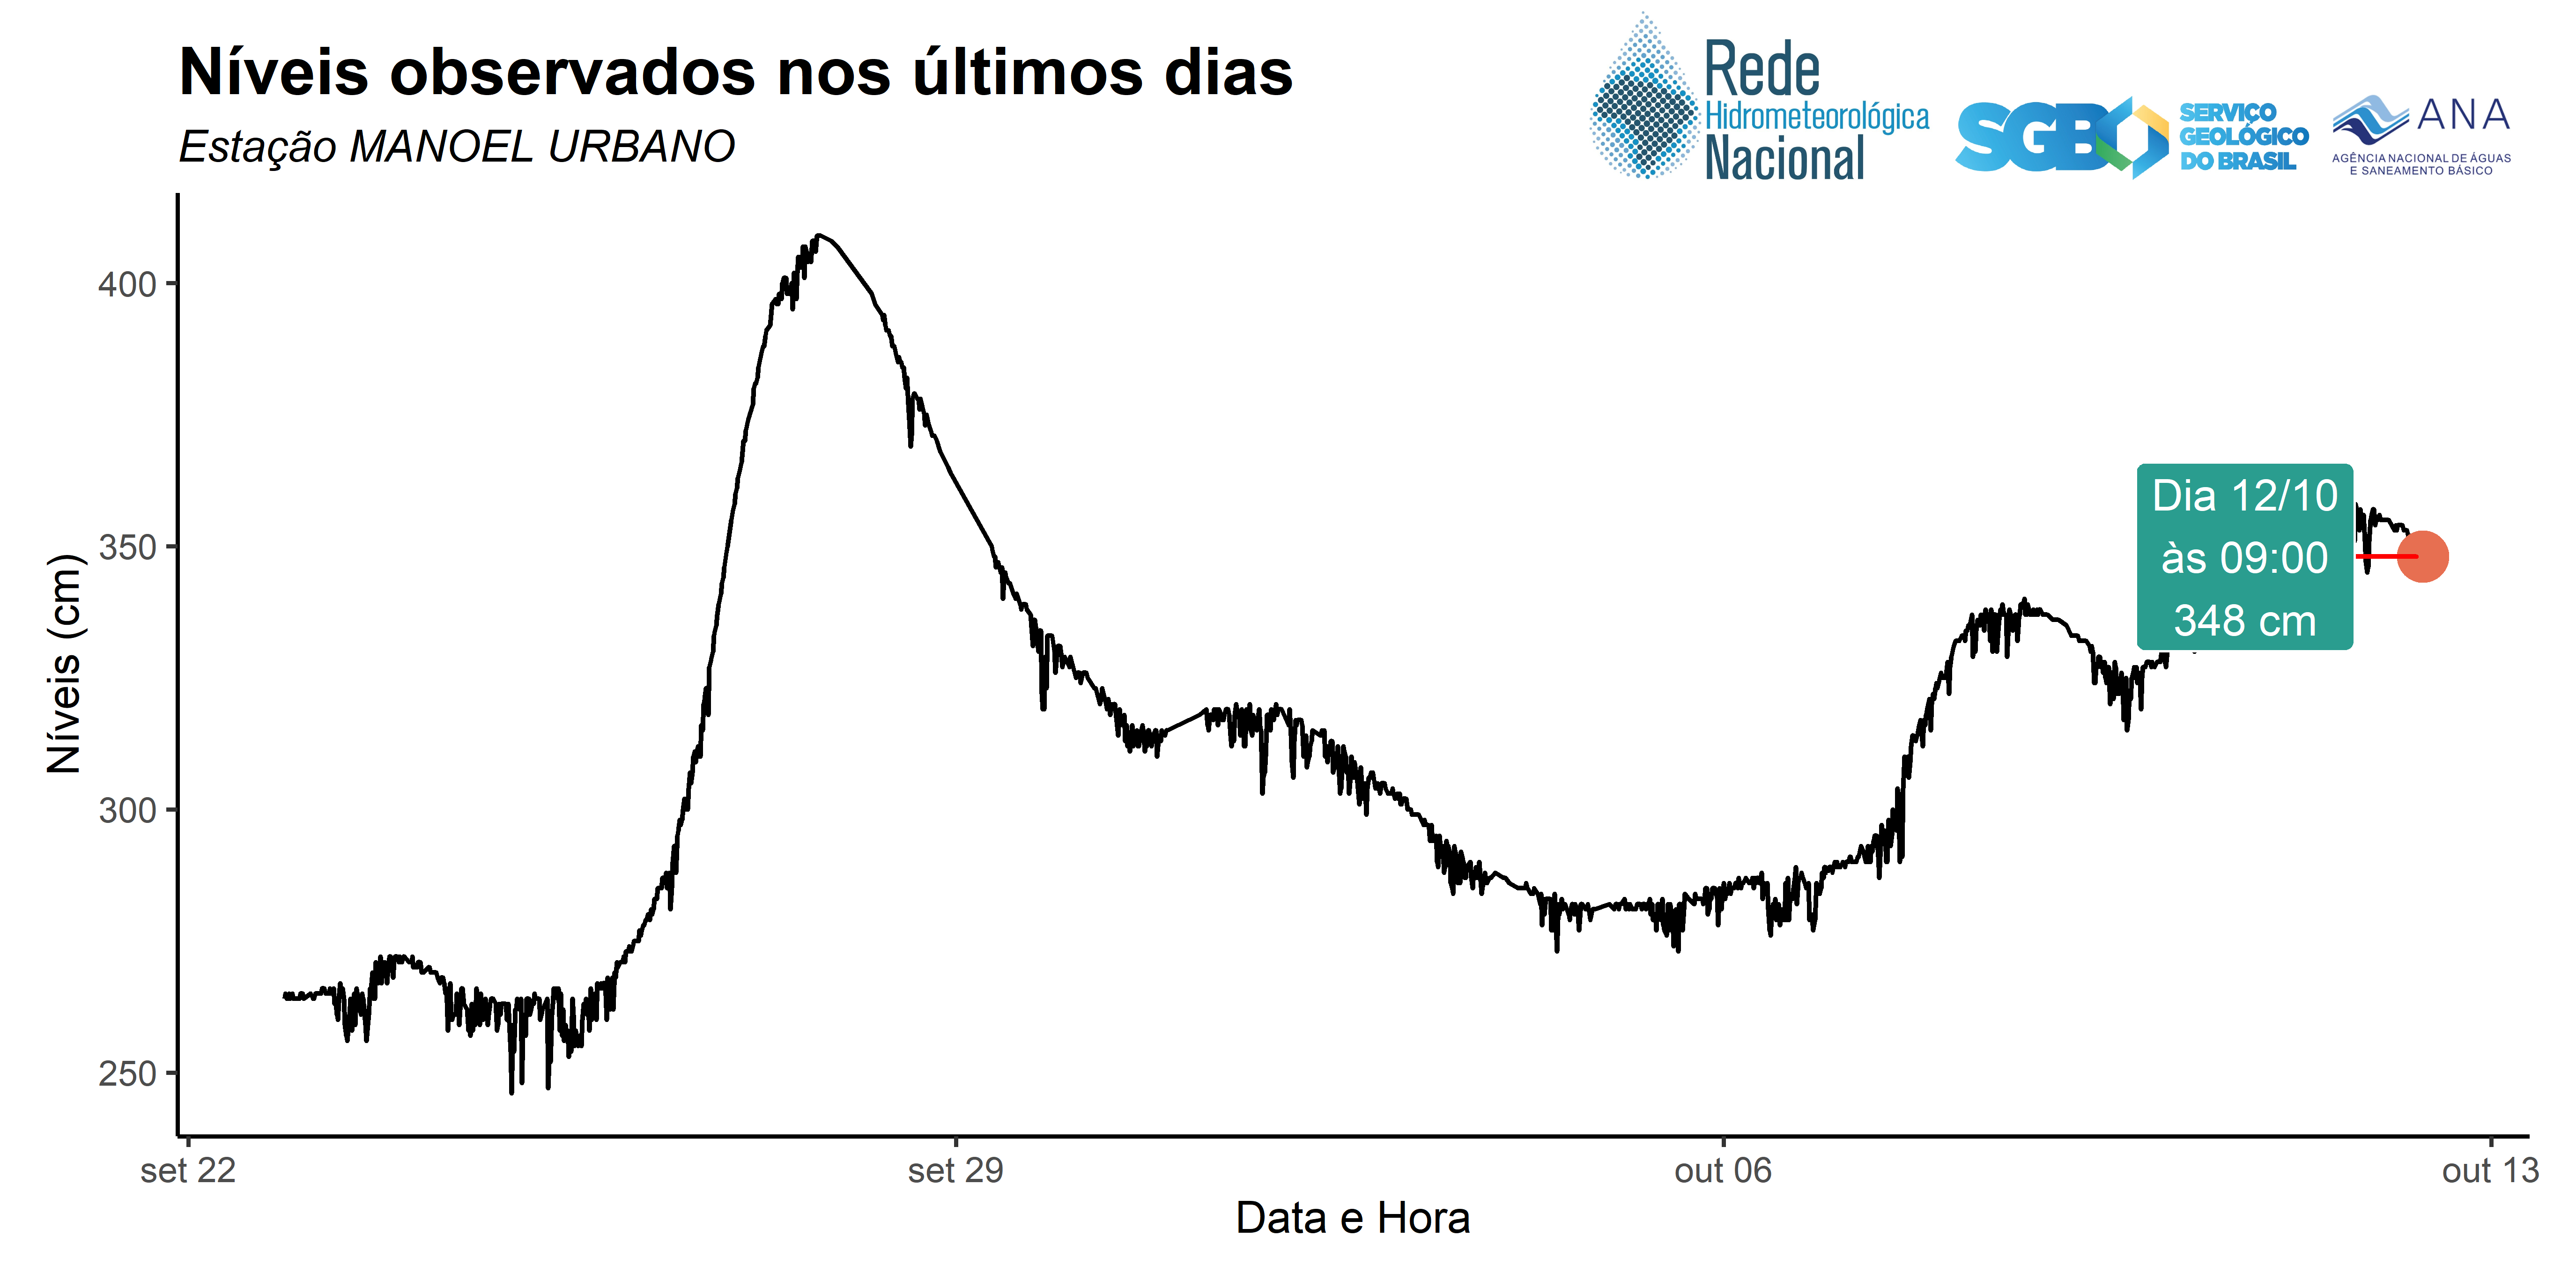 Níveis observados nos últimos dias
Estação MANOEL URBANO
Rede
Hidrometeorológica
Nacional
SGB
SERVIÇO
GEOLÓGICO
DO BRASIL
ANA
AGÊNCIA NACIONAL DE ÁGUAS
E SANEAMENTO BÁSICO
Níveis (cm)
400
350
300
250
Dia 12/10
às 09:00
348 cm
set 22
set 29
out 06
out 13
Data e Hora